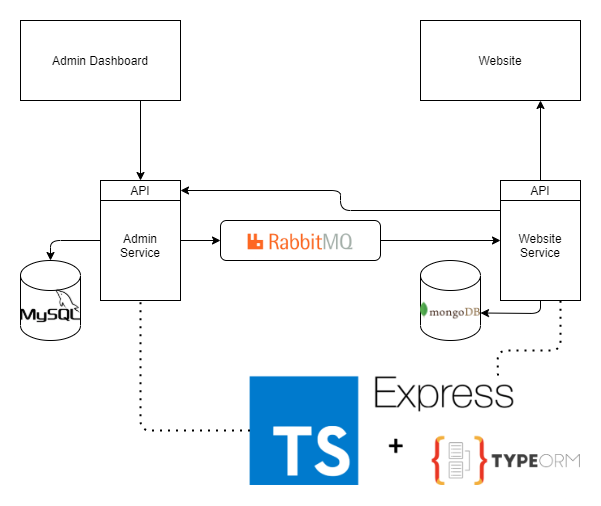 Admin Dashboard
Website
API
API
Admin
Service
RabbitMQ
Website
Service
MySQL
mongoDB
TS
Express
+
TYPEORM